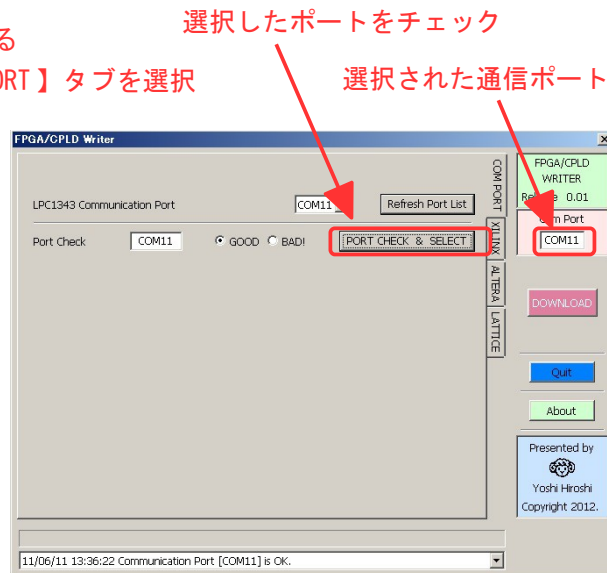 選択したポートをチェック
る
ORT】タブを選択
選択された通信ポート
FPGA/CPLD Writer
LPC1343 Communication Port
COM11
Refresh Port List
Port Check
COM11
GOOD
BAD!
PORT CHECK & SELECT
COM PORT
XILINX
ALTERA
LATTICE
FPGA/CPLD
WRITER
0.01
Com Port
COM11
DOWNLOAD
Quit
About
Presented by
Yoshi Hiroshi
Copyright 2012.
11/06/11 13:36:22 Communication Port [COM11] is OK.